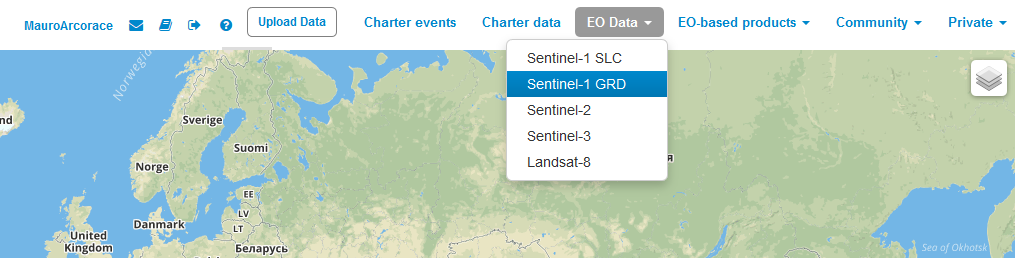 MauroArcorace
Upload Data
Charter events
Charter data
EO Data
EO-based products
Community
Private
Sentinel-1 SLC
Sentinel-1 GRD
Sentinel-2
Sentinel-3
Landsat-8
Norwegia
Sverige
Suomi
Norge
EE
LV
LT
Danmark
United
Kingdom
Беларусь
nd
я
Sea of Okhotsk